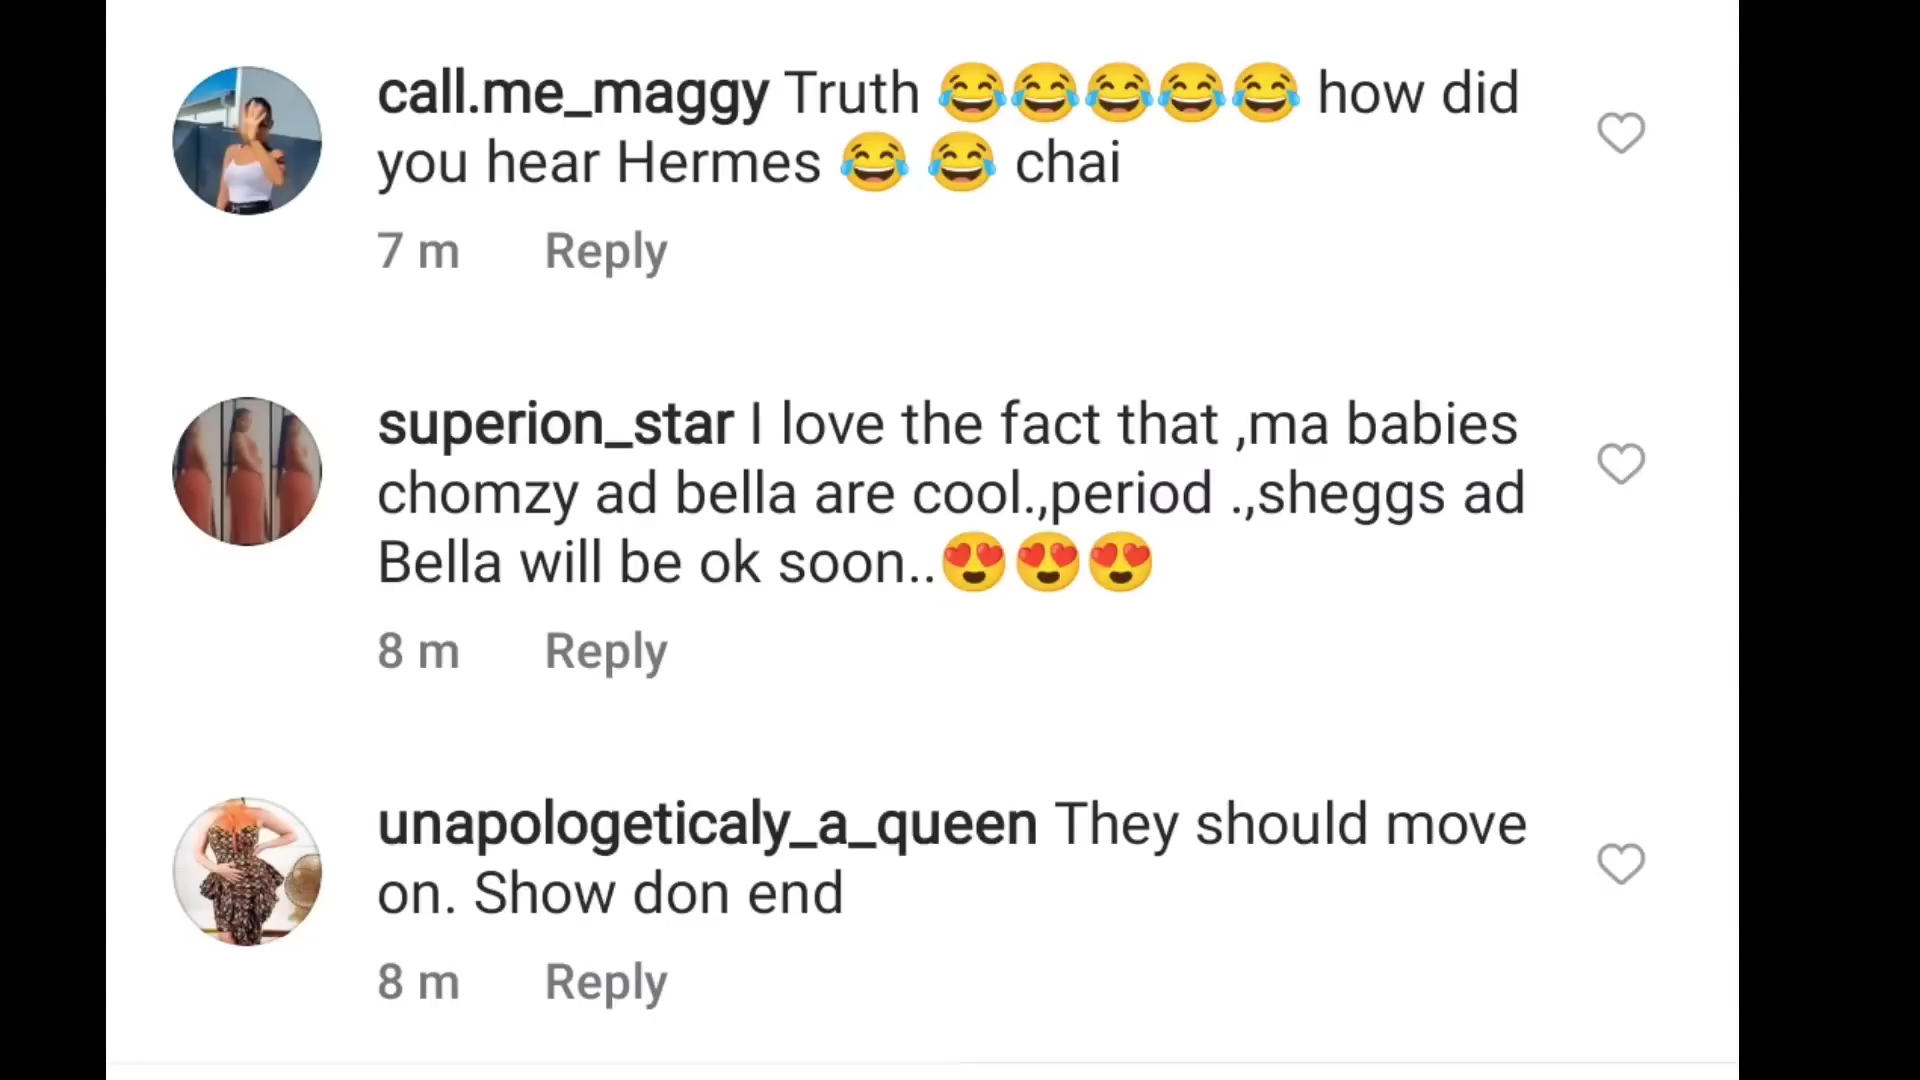 call.me_maggy Truth 😂😂😂😂😂 how did
you hear Hermes 😂 😂 chai
7 m Reply
superion_star I love the fact that ,ma babies
chomzy ad bella are cool.,period .,sheggs ad
Bella will be ok soon..😍😍😍
8 m Reply
unapologeticaly_a_queen They should move
on. Show don end
8 m Reply